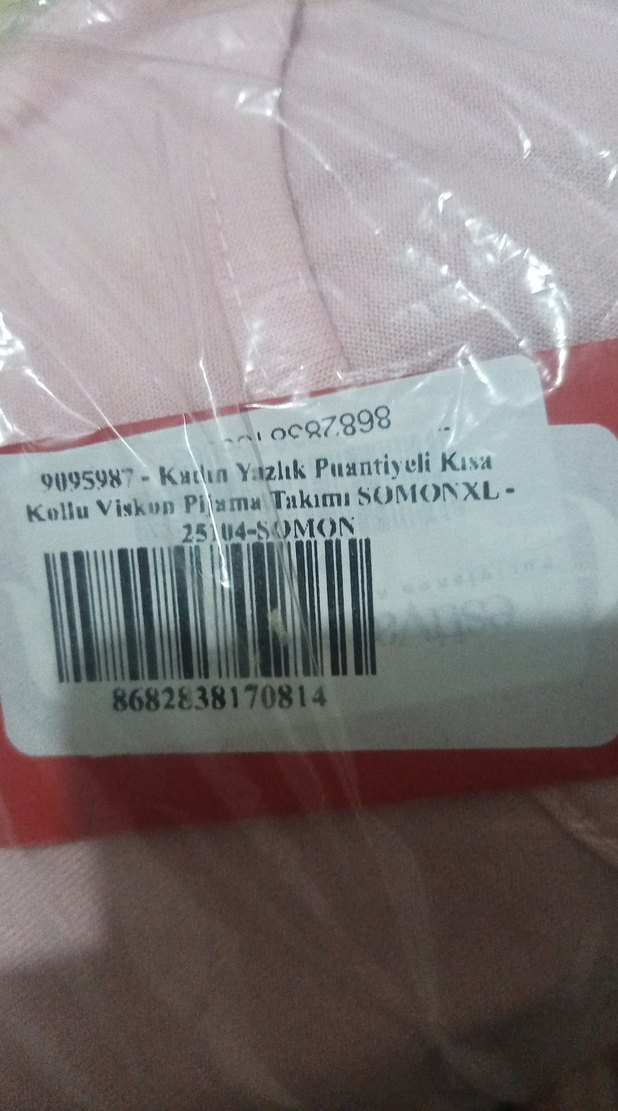 9095987 - Kadın Yazlık Puantiyeli Kısa
Kollu Viskon Pijama Takımı SOMONXL -
25104-SOMON
8682838170814